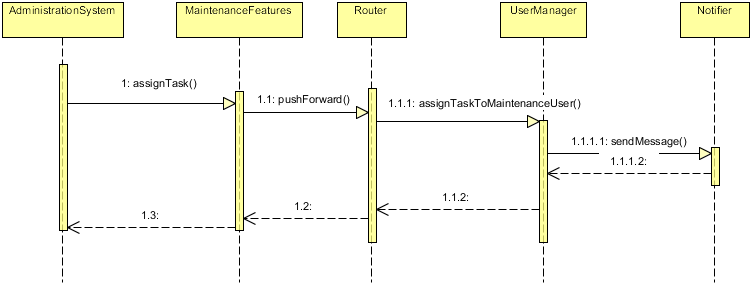 AdministrationSystem
MaintenanceFeatures
Router
UserManager
Notifier
1: assignTask()
1.1: pushForward()
1.1.1: assignTaskToMaintenanceUser()
1.1.1.1: sendMessage()
1.1.1.2:
1.1.2:
1.2:
1.3: